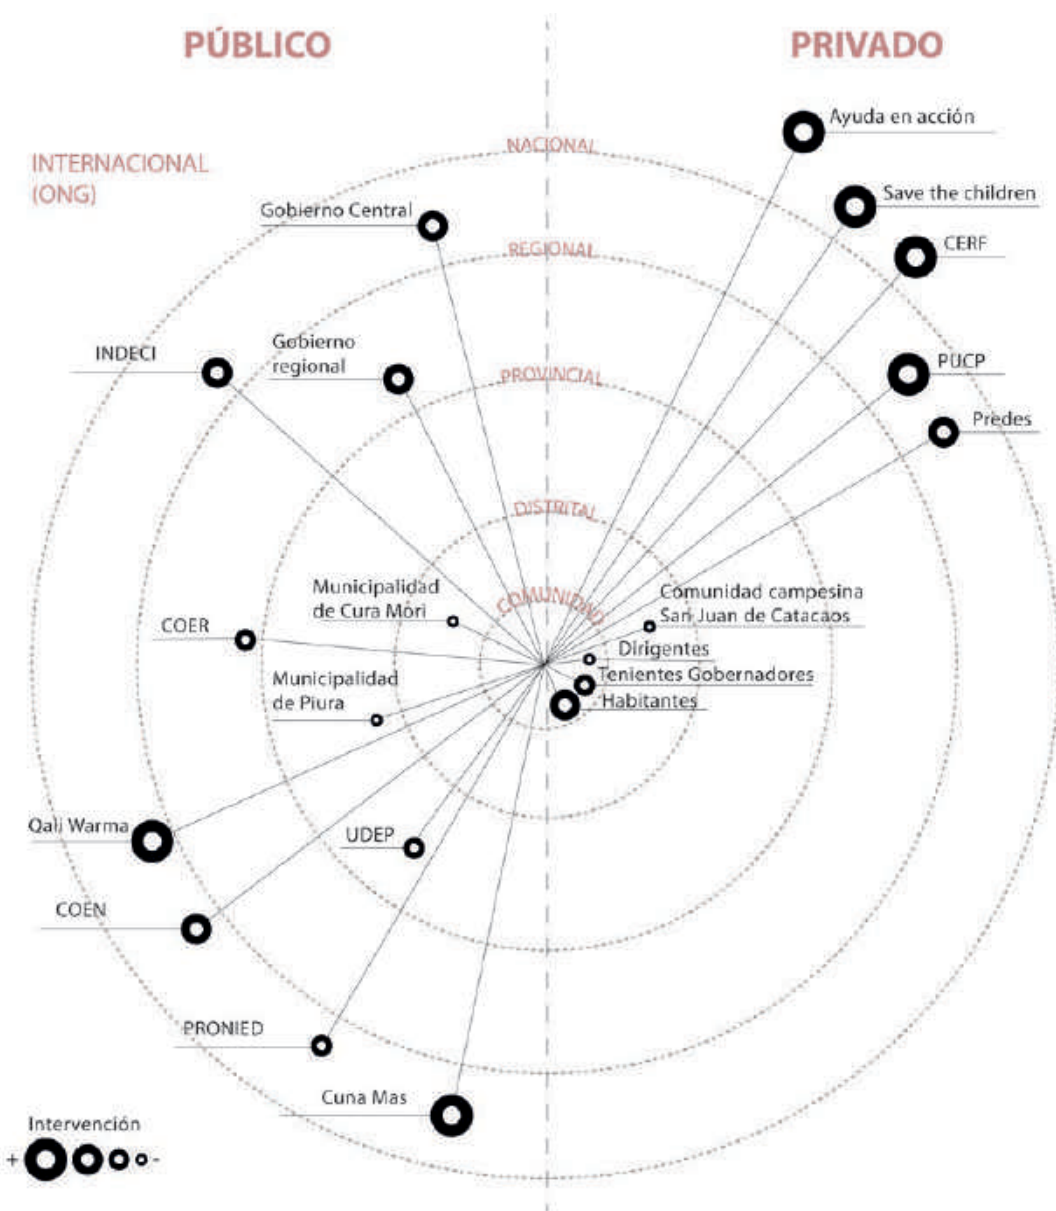 PÚBLICO
PRIVADO
Ayuda en acción
NACIONAL
INTERNACIONAL
(ONG)
Save the children
Gobierno Central
REGIONAL
CERF
Gobierno
regional
INDECI
PROVINCIAL
PUCP
Predes
DISTRITAL
Municipalidad
de Cura Mori
COMUNIDAD
Comunidad campesina
San Juan de Catacaos
COER
Dirigentes
Municipalidad
de Piura
Tenientes Gobernadores
Habitantes
Qali Warma
UDEP
COEN
PRONIED
Cuna Mas
Intervención
+ -